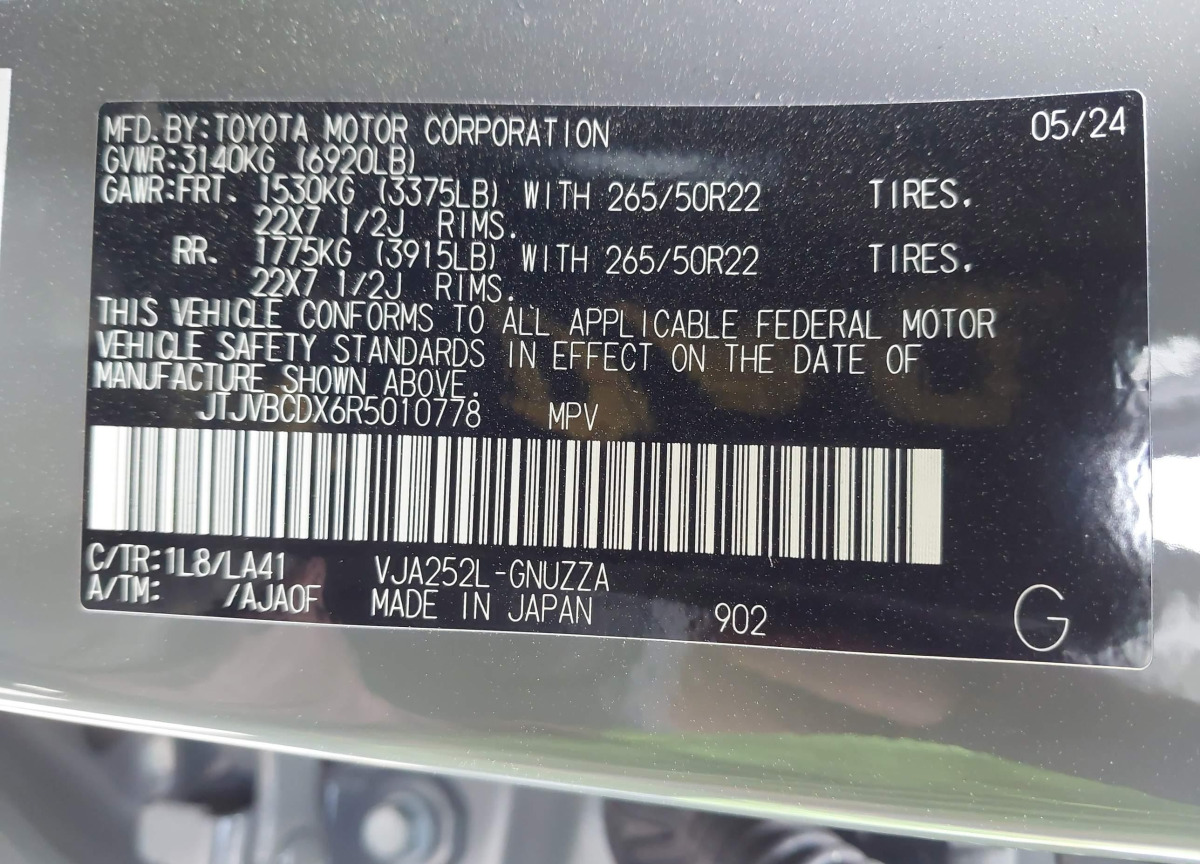 MFD.BY:TOYOTA MOTOR CORPORATION 05/24
GVWR:3140KG (6920LB)
GAWR:FRT. 1530KG (3375LB) WITH 265/50R22 TIRES.
22X7 1/2J RIMS.
RR. 1775KG (3915LB) WITH 265/50R22 TIRES.
22X7 1/2J RIMS.
THIS VEHICLE CONFORMS TO ALL APPLICABLE FEDERAL MOTOR
VEHICLE SAFETY STANDARDS IN EFFECT ON THE DATE OF
MANUFACTURE SHOWN ABOVE.
JTJVBCDX6R5010778 MPV
C/TR:1L8/LA41 VJA252L-GNUZZA
A/TM: /AJA0F MADE IN JAPAN 902 G